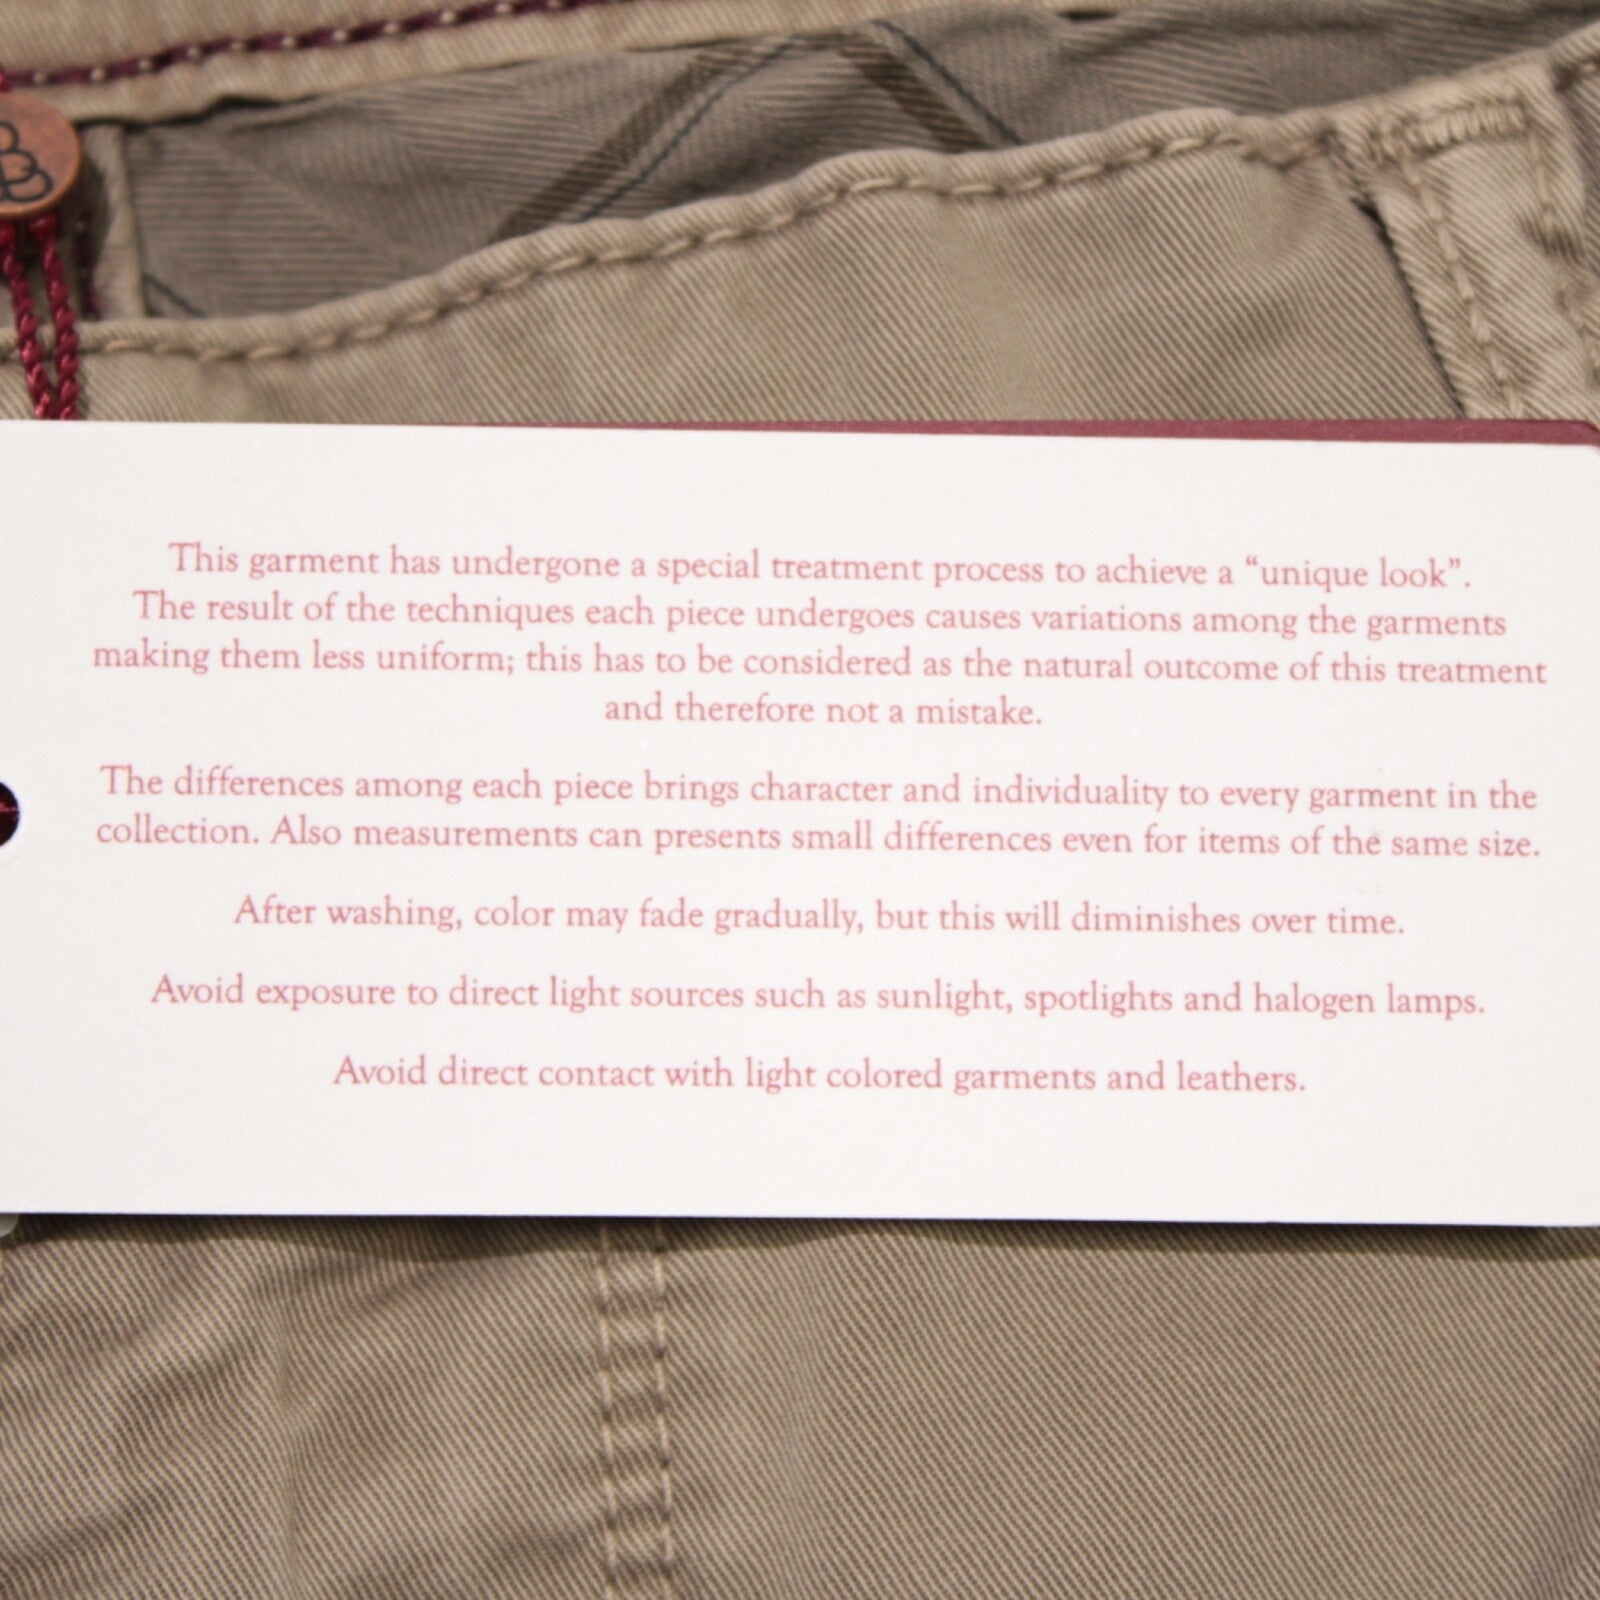 This garment has undergone a special treatment process to achieve a “unique look”.
The result of the techniques each piece undergoes causes variations among the garments
making them less uniform; this has to be considered as the natural outcome of this treatment
and therefore not a mistake.
The differences among each piece brings character and individuality to every garment in the
collection. Also measurements can presents small differences even for items of the same size.
After washing, color may fade gradually, but this will diminishes over time.
Avoid exposure to direct light sources such as sunlight, spotlights and halogen lamps.
Avoid direct contact with light colored garments and leathers.